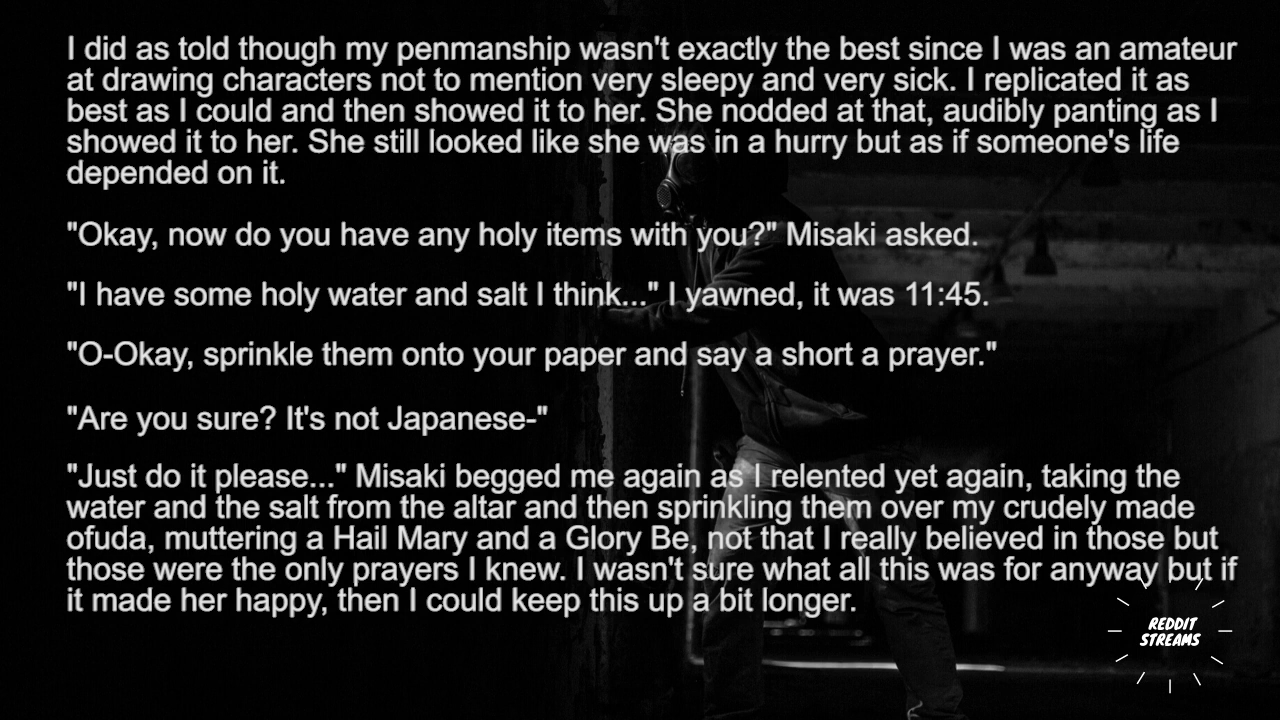 I did as told though my penmanship wasn't exactly the best since I was an amateur
at drawing characters not to mention very sleepy and very sick. I replicated it as
best as I could and then showed it to her. She nodded at that, audibly panting as I
showed it to her. She still looked like she was in a hurry but as if someone's life
depended on it.
"Okay, now do you have any holy items with you?" Misaki asked.
"I have some holy water and salt I think..." I yawned, it was 11:45.
"O-Okay, sprinkle them onto your paper and say a short a prayer."
"Are you sure? It's not Japanese-"
"Just do it please..." Misaki begged me again as I relented yet again, taking the
water and the salt from the altar and then sprinkling them over my crudely made
ofuda, muttering a Hail Mary and a Glory Be, not that I really believed in those but
those were the only prayers I knew. I wasn't sure what all this was for anyway but if
it made her happy, then I could keep this up a bit longer.
REDDIT
STREAMS